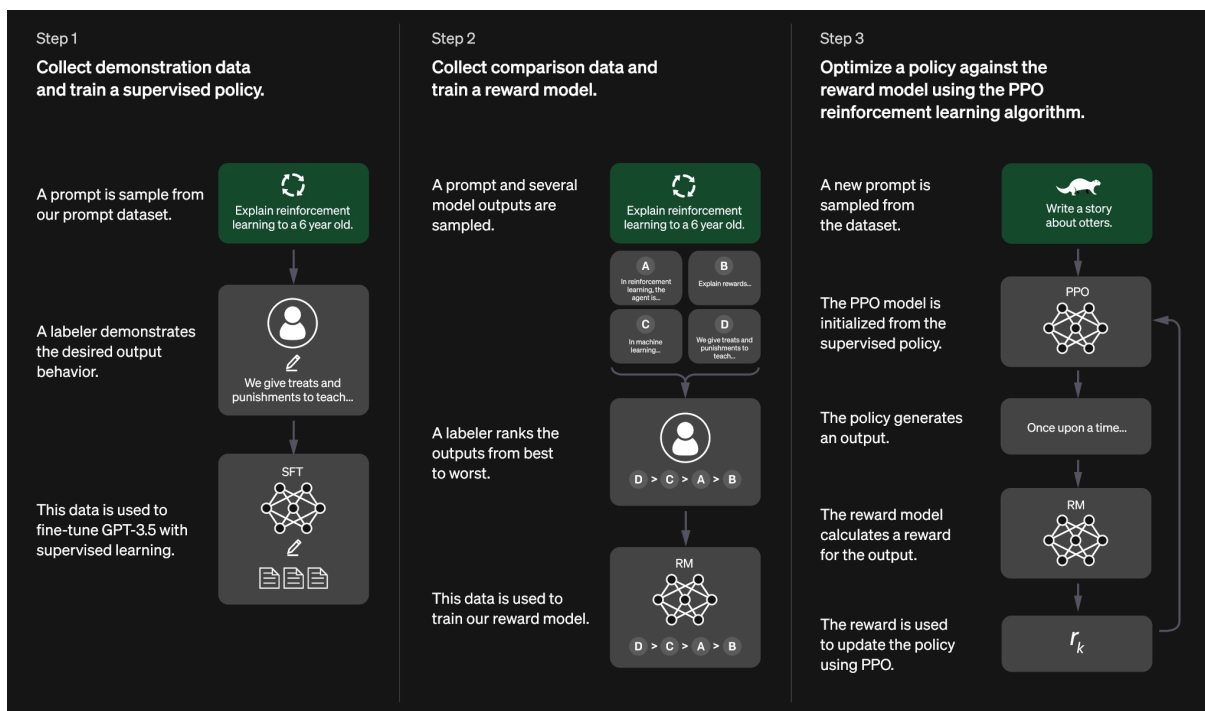 Step 1
Collect demonstration data
and train a supervised policy.
A prompt is sample from
our prompt dataset.
Explain reinforcement
learning to a 6 year old.
A labeler demonstrates
the desired output
behavior.
We give treats and
punishments to teach...
This data is used to
fine-tune GPT-3.5 with
supervised learning.
SFT
Step 2
Collect comparison data and
train a reward model.
A prompt and several
model outputs are
sampled.
Explain reinforcement
learning to a 6 year old.
A
In reinforcement
learning, the
agent is...
B
Explain rewards...
C
In machine
learning...
D
We give treats and
punishments to
teach...
A labeler ranks the
outputs from best
to worst.
D > C > A > B
This data is used to
train our reward model.
RM
D > C > A > B
Step 3
Optimize a policy against the
reward model using the PPO
reinforcement learning algorithm.
A new prompt is
sampled from
the dataset.
Write a story
about otters.
The PPO model is
initialized from the
supervised policy.
PPO
The policy generates
an output.
Once upon a time...
The reward model
calculates a reward
for the output.
RM
The reward is used
to update the policy
using PPO.
rₖ